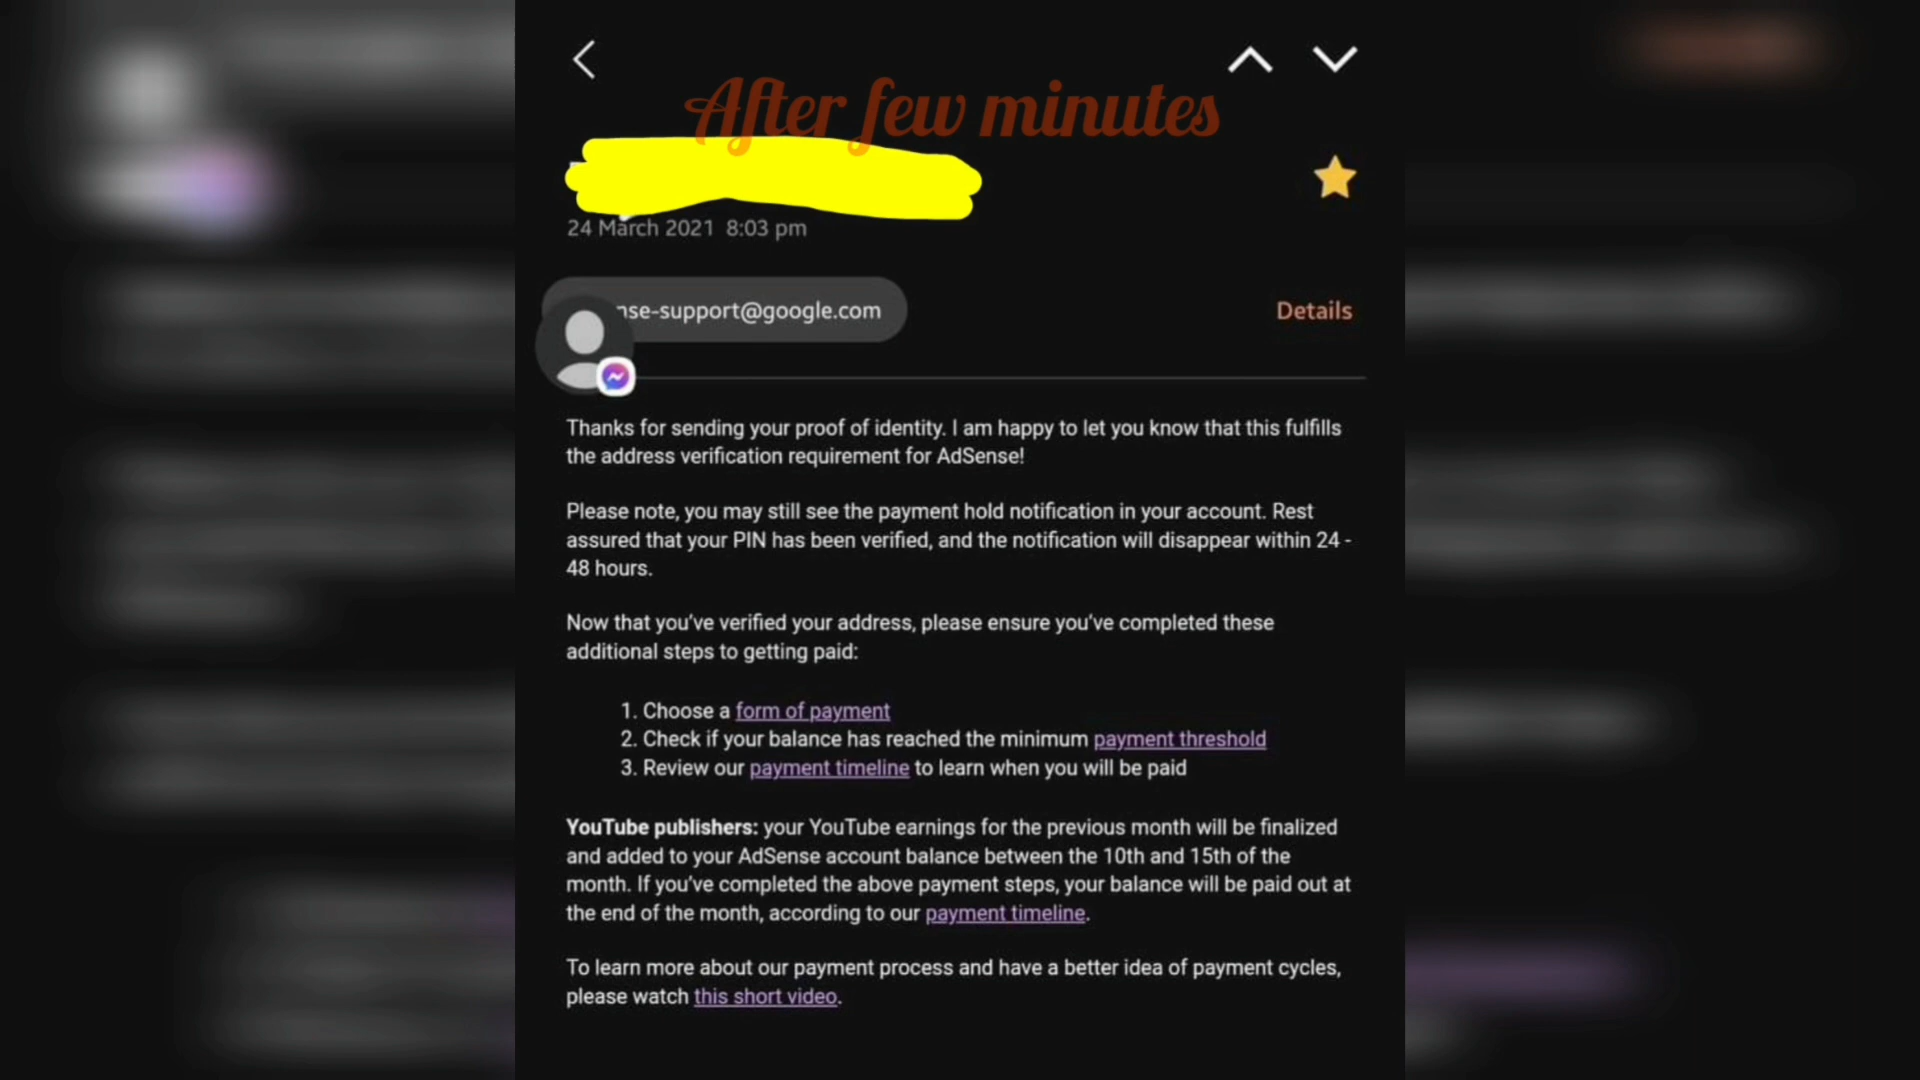 After few minutes
24 March 2021 8:03 pm
nse-support@google.com
Details
Thanks for sending your proof of identity. I am happy to let you know that this fulfills
the address verification requirement for AdSense!
Please note, you may still see the payment hold notification in your account. Rest
assured that your PIN has been verified, and the notification will disappear within 24 -
48 hours.
Now that you’ve verified your address, please ensure you’ve completed these
additional steps to getting paid:
1. Choose a form of payment
2. Check if your balance has reached the minimum payment threshold
3. Review our payment timeline to learn when you will be paid
YouTube publishers: your YouTube earnings for the previous month will be finalized
and added to your AdSense account balance between the 10th and 15th of the
month. If you’ve completed the above payment steps, your balance will be paid out at
the end of the month, according to our payment timeline.
To learn more about our payment process and have a better idea of payment cycles,
please watch this short video.